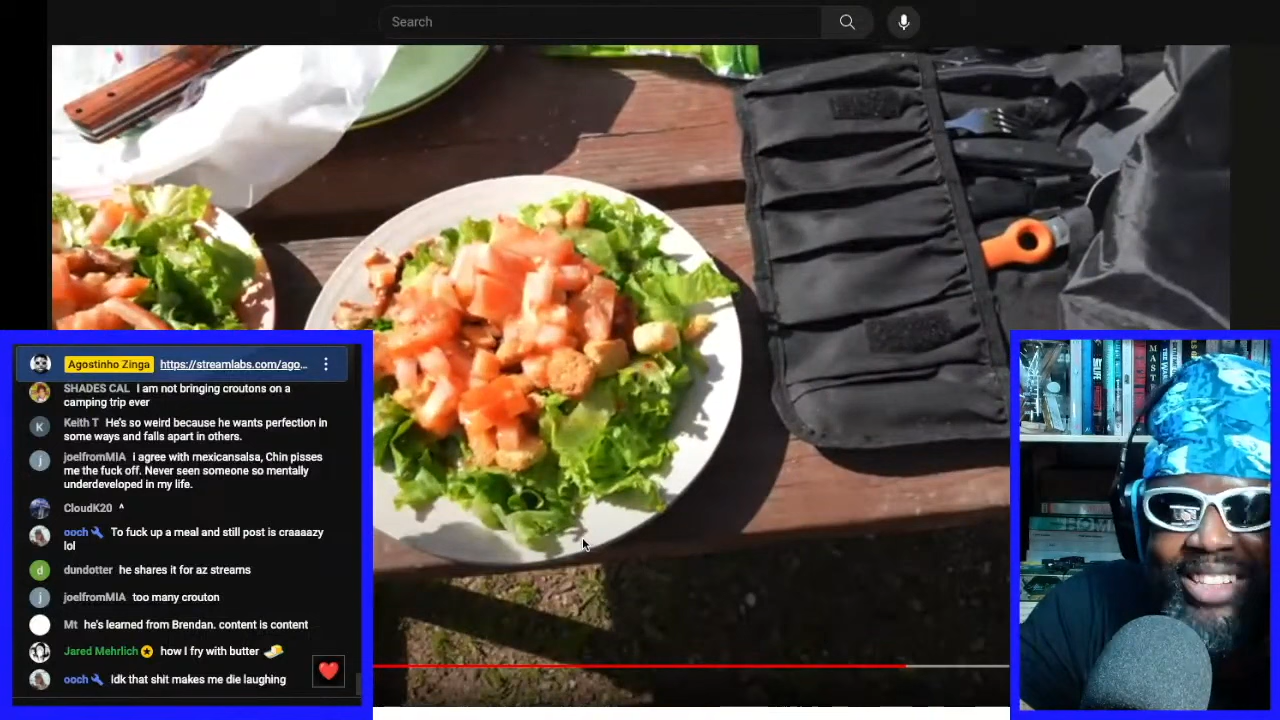 Search
Agostinho Zinga https://streamlabs.com/ago...
SHADES CAL I am not bringing croutons on a
camping trip ever
K
Keith T He's so weird because he wants perfection in
some ways and falls apart in others.
j
joelfromMIA i agree with mexicansalsa, Chin pisses
me the fuck off. Never seen someone so mentally
underdeveloped in my life.
CloudK20 ^
ooch To fuck up a meal and still post is craaaazy
lol
d
dundotter he shares it for az streams
j
joelfromMIA too many crouton
Mt he's learned from Brendan. content is content
Jared Mehrlich how I fry with butter 🧈
ooch Idk that shit makes me die laughing